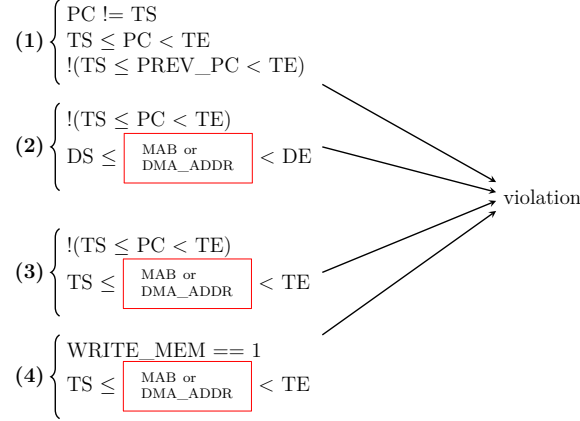 (1)
PC != TS
TS ≤ PC < TE
!(TS ≤ PREV_PC < TE)
(2)
!(TS ≤ PC < TE)
DS ≤ MAB or DMA_ADDR < DE
violation
(3)
!(TS ≤ PC < TE)
TS ≤ MAB or DMA_ADDR < TE
(4)
WRITE_MEM == 1
TS ≤ MAB or DMA_ADDR < TE